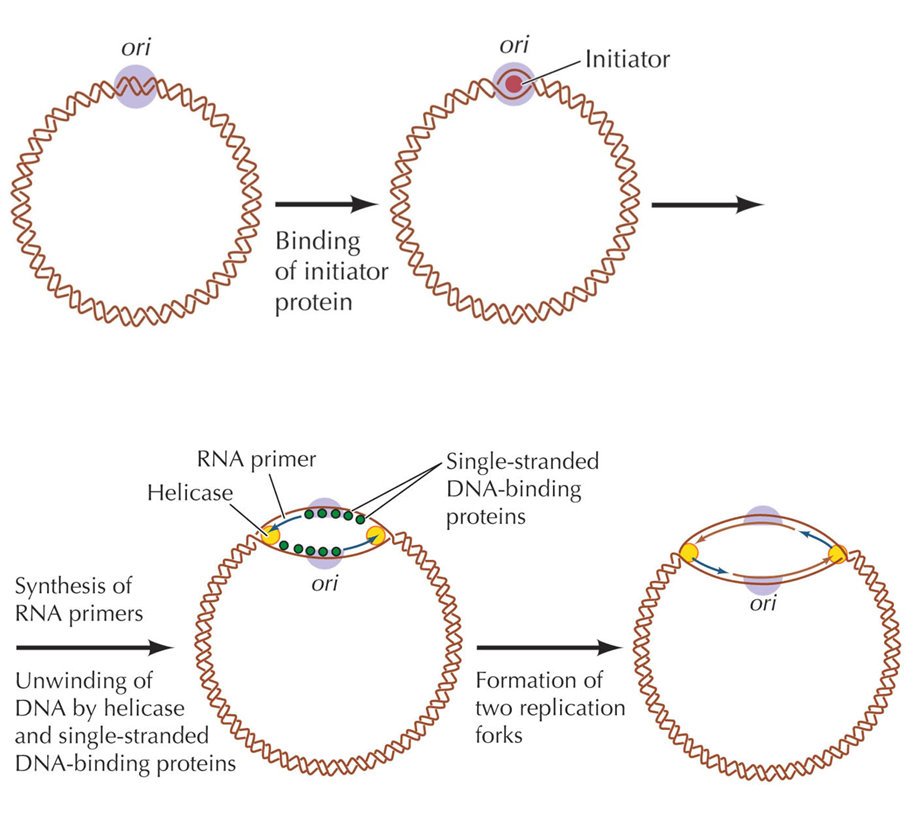 ori
ori
Initiator
Binding
of initiator
protein
RNA primer
Helicase
Single-stranded
DNA-binding
proteins
ori
Synthesis of
RNA primers
Unwinding of
DNA by helicase
and single-stranded
DNA-binding proteins
Formation of
two replication
forks
ori